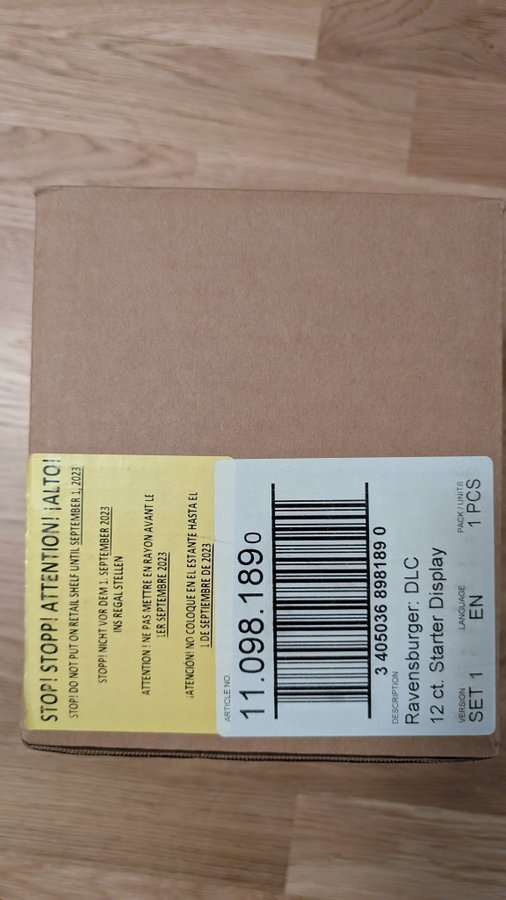 STOP! STOPP! ATTENTION! ¡ALTO!
STOP! DO NOT PUT ON RETAIL SHELF UNTIL SEPTEMBER 1, 2023
STOPP! NICHT VOR DEM 1. SEPTEMBER 2023
INS REGAL STELLEN
ATTENTION ! NE PAS METTRE EN RAYON AVANT LE
1ER SEPTEMBRE 2023
¡ATENCION! NO COLOQUE EN EL ESTANTE HASTA EL
1 DE SEPTIEMBRE DE 2023
ARTICLE NO
11.098.1890
3 405036 898189 0
DESCRIPTION
Ravensburger: DLC
12 ct. Starter Display
VERSION LANGUAGE PACK / UNITS
SET 1 EN 1 PCS